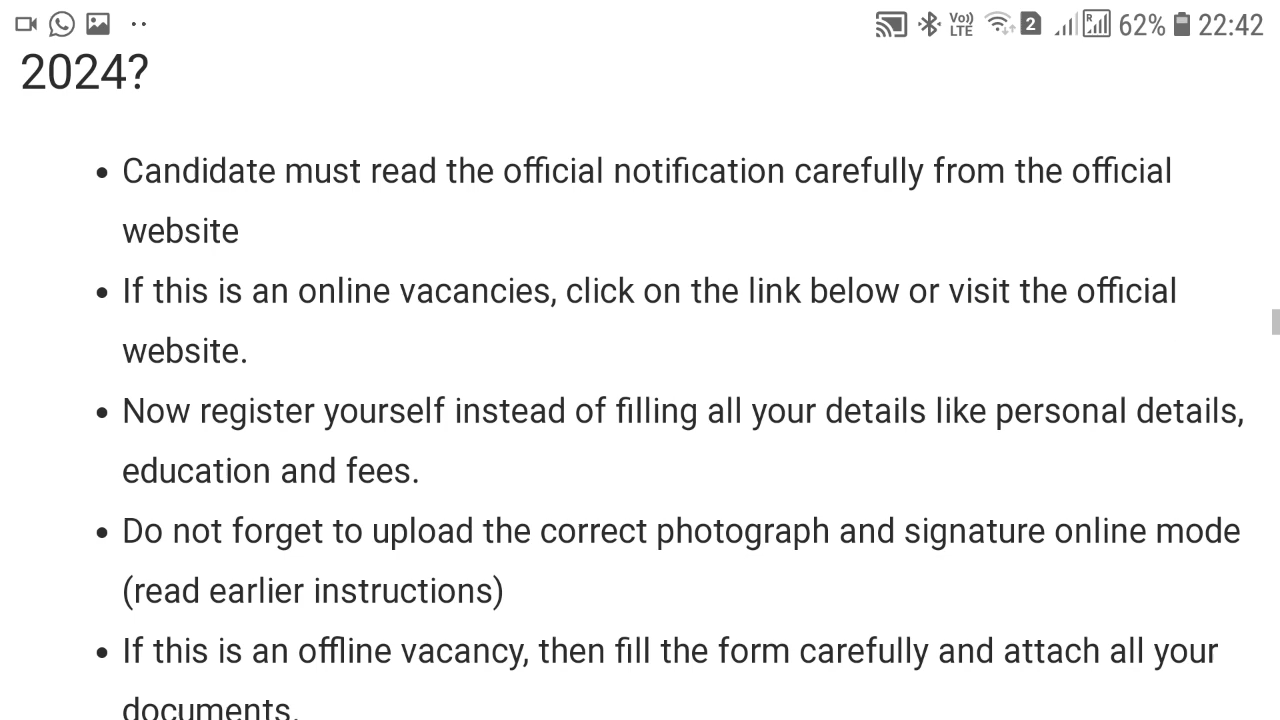 Vo))
LTE
2
R
62%
22:42
2024?
• Candidate must read the official notification carefully from the official
website
• If this is an online vacancies, click on the link below or visit the official
website.
• Now register yourself instead of filling all your details like personal details,
education and fees.
• Do not forget to upload the correct photograph and signature online mode
(read earlier instructions)
• If this is an offline vacancy, then fill the form carefully and attach all your
documents.